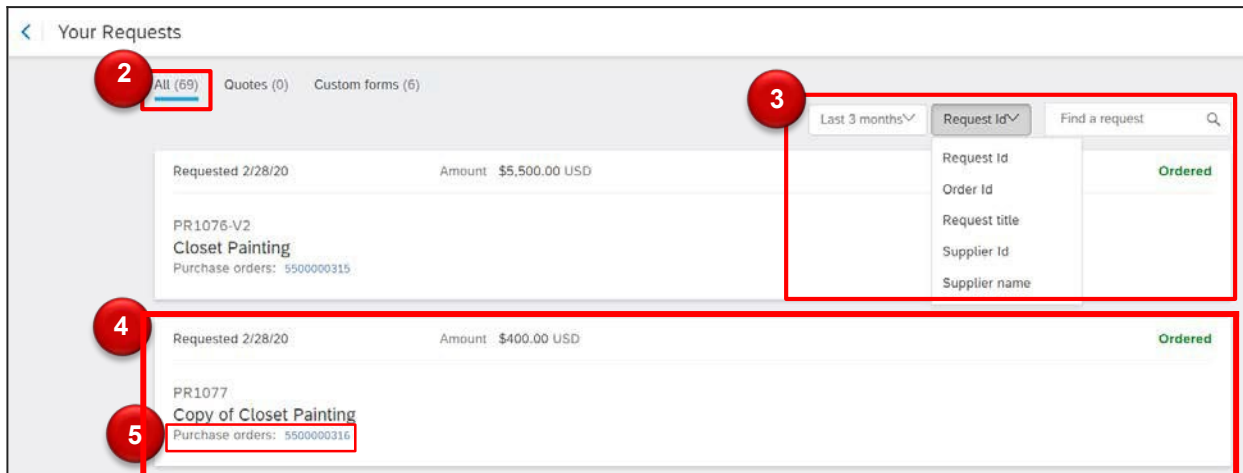 Your Requests
2
All (69) Quotes (0) Custom forms (6)
3
Last 3 months Request Id Find a request
Request Id
Order Id
Request title
Supplier Id
Supplier name
Requested 2/28/20 Amount $5,500.00 USD Ordered
PR1076-V2
Closet Painting
Purchase orders: 5500000315
4
Requested 2/28/20 Amount $400.00 USD Ordered
PR1077
Copy of Closet Painting
5
Purchase orders: 5500000316